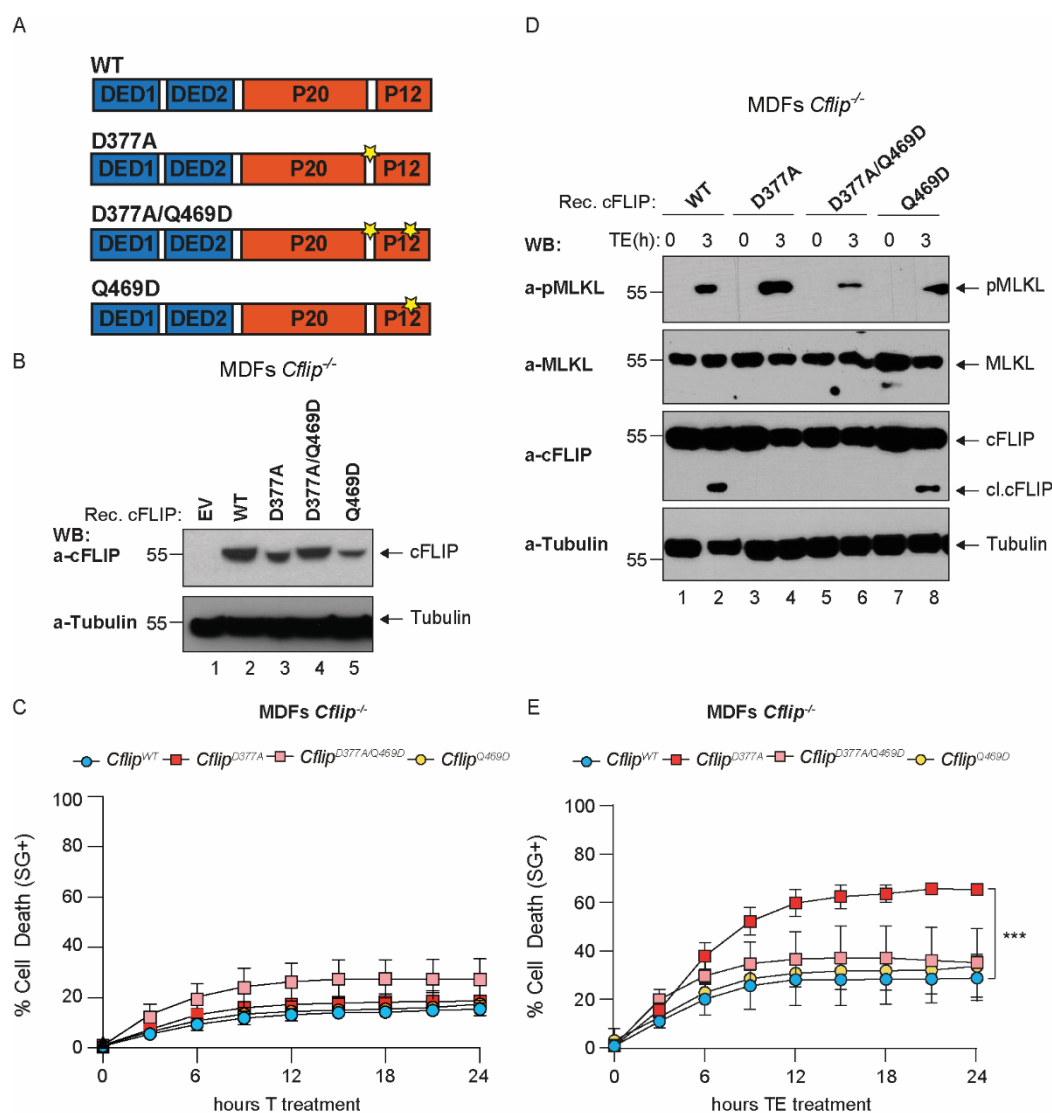 A
WT
DED1 DED2 P20 P12
D377A
DED1 DED2 P20 P12
D377A/Q469D
DED1 DED2 P20 P12
Q469D
DED1 DED2 P20 P12
B
MDFs Cflip-/-
Rec. cFLIP: EV WT D377A D377A/Q469D Q469D
WB:
a-cFLIP 55 cFLIP
a-Tubulin 55 Tubulin
1 2 3 4 5
C
MDFs Cflip-/-
CflipWT CflipD377A CflipD377A/Q469D CflipQ469D
% Cell Death (SG+)
100
80
60
40
20
0
0 6 12 18 24
hours T treatment
D
MDFs Cflip-/-
Rec. cFLIP: WT D377A D377A/Q469D Q469D
WB: TE(h) 0 3 0 3 0 3 0 3
a-pMLKL 55 pMLKL
a-MLKL 55 MLKL
a-cFLIP 55 cFLIP
cl.cFLIP
a-Tubulin 55 Tubulin
1 2 3 4 5 6 7 8
E
MDFs Cflip-/-
CflipWT CflipD377A CflipD377A/Q469D CflipQ469D
% Cell Death (SG+)
100
80
60
40
20
0
***
0 6 12 18 24
hours TE treatment